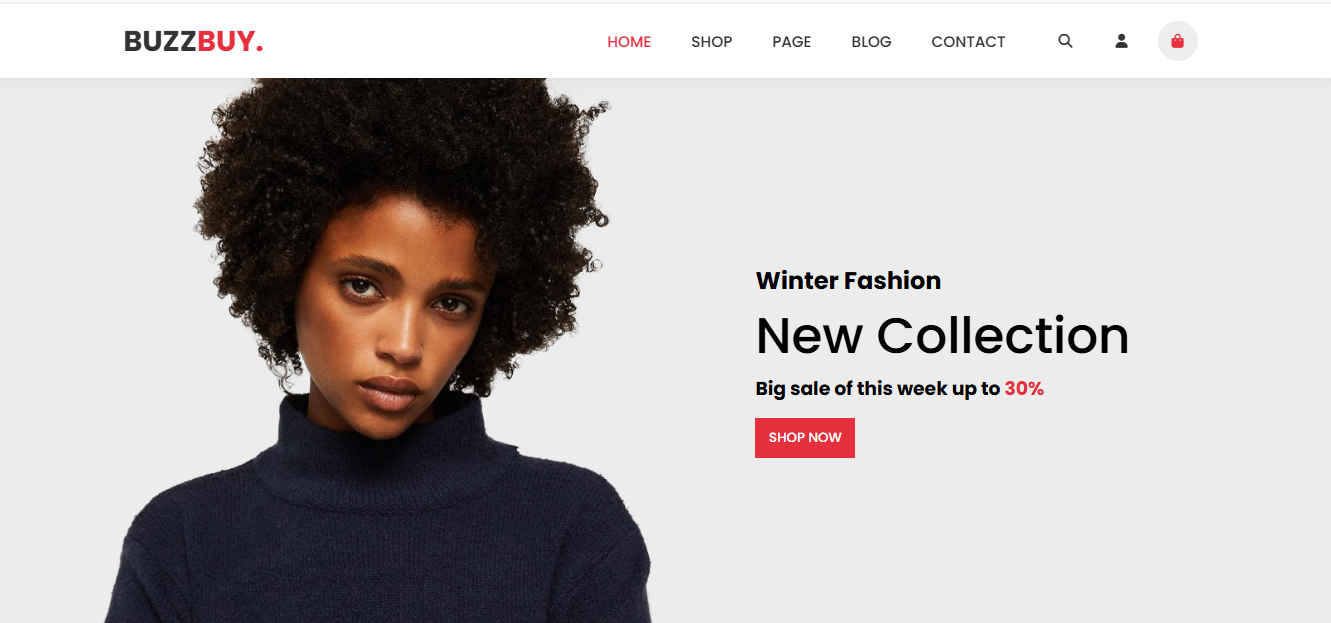 BUZZBUY. HOME SHOP PAGE BLOG CONTACT
Winter Fashion
New Collection
Big sale of this week up to 30%
SHOP NOW